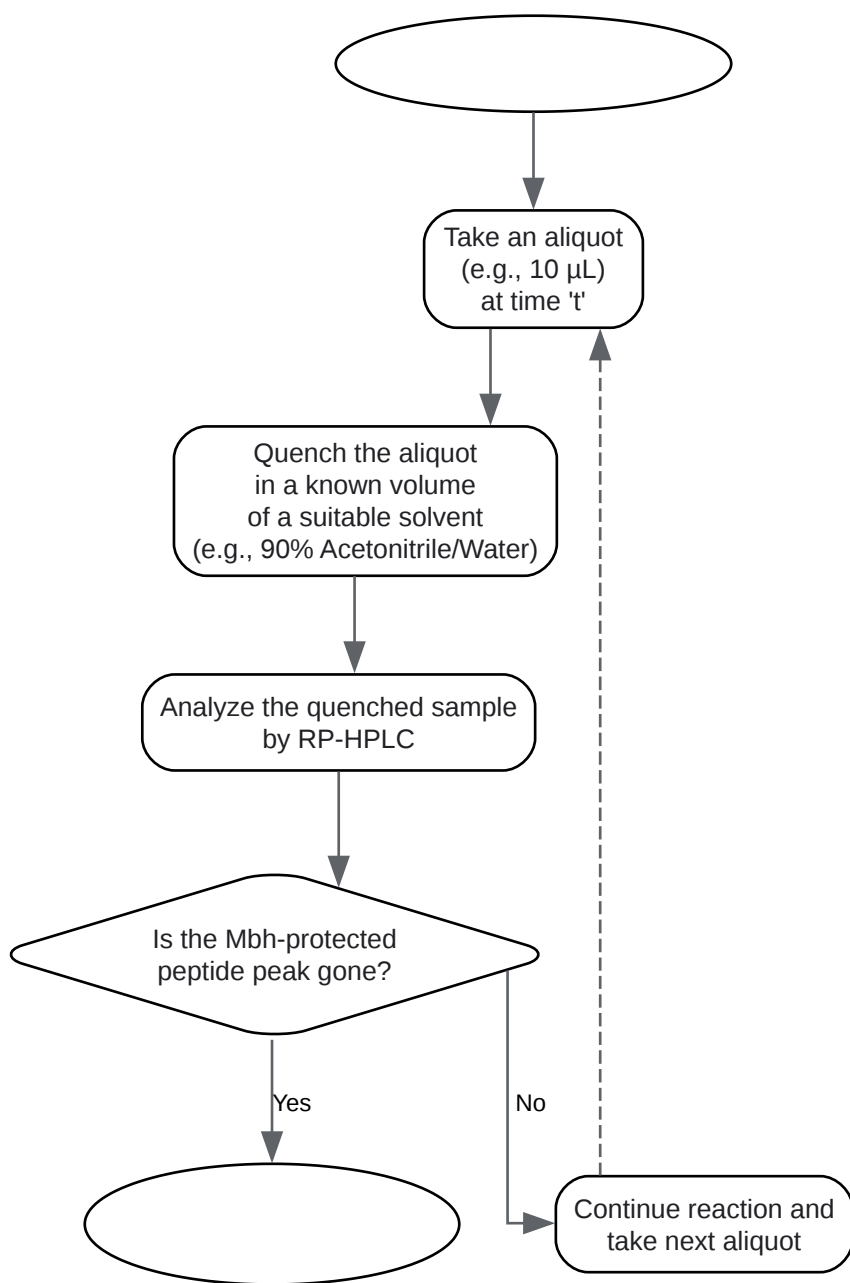 Take an aliquot
(e.g., 10 µL)
at time 't'
Quench the aliquot
in a known volume
of a suitable solvent
(e.g., 90% Acetonitrile/Water)
Analyze the quenched sample
by RP-HPLC
Is the Mbh-protected
peptide peak gone?
Yes
No
Continue reaction and
take next aliquot